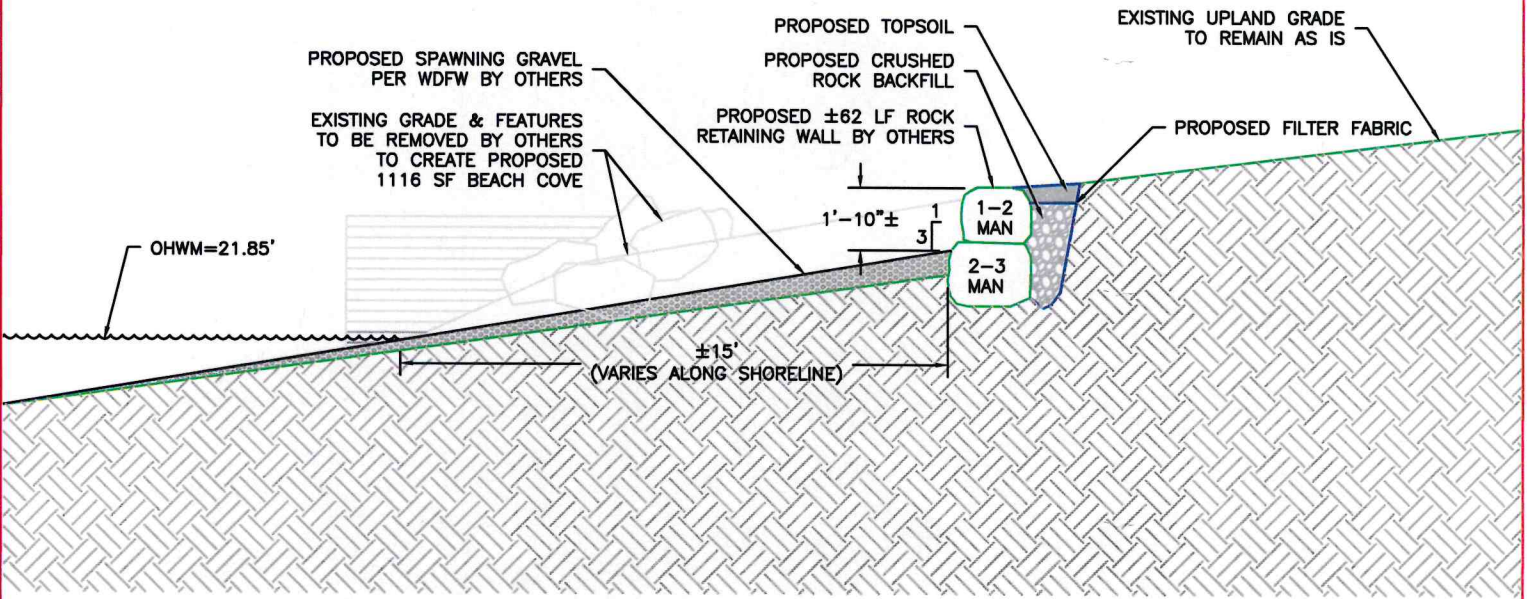 PROPOSED TOPSOIL
EXISTING UPLAND GRADE
TO REMAIN AS IS
PROPOSED SPAWNING GRAVEL
PER WDFW BY OTHERS
PROPOSED CRUSHED
ROCK BACKFILL
EXISTING GRADE & FEATURES
TO BE REMOVED BY OTHERS
TO CREATE PROPOSED
1116 SF BEACH COVE
PROPOSED ±62 LF ROCK
RETAINING WALL BY OTHERS
PROPOSED FILTER FABRIC
1'-10"±
1
3
1-2
MAN
2-3
MAN
OHWM=21.85'
±15'
(VARIES ALONG SHORELINE)